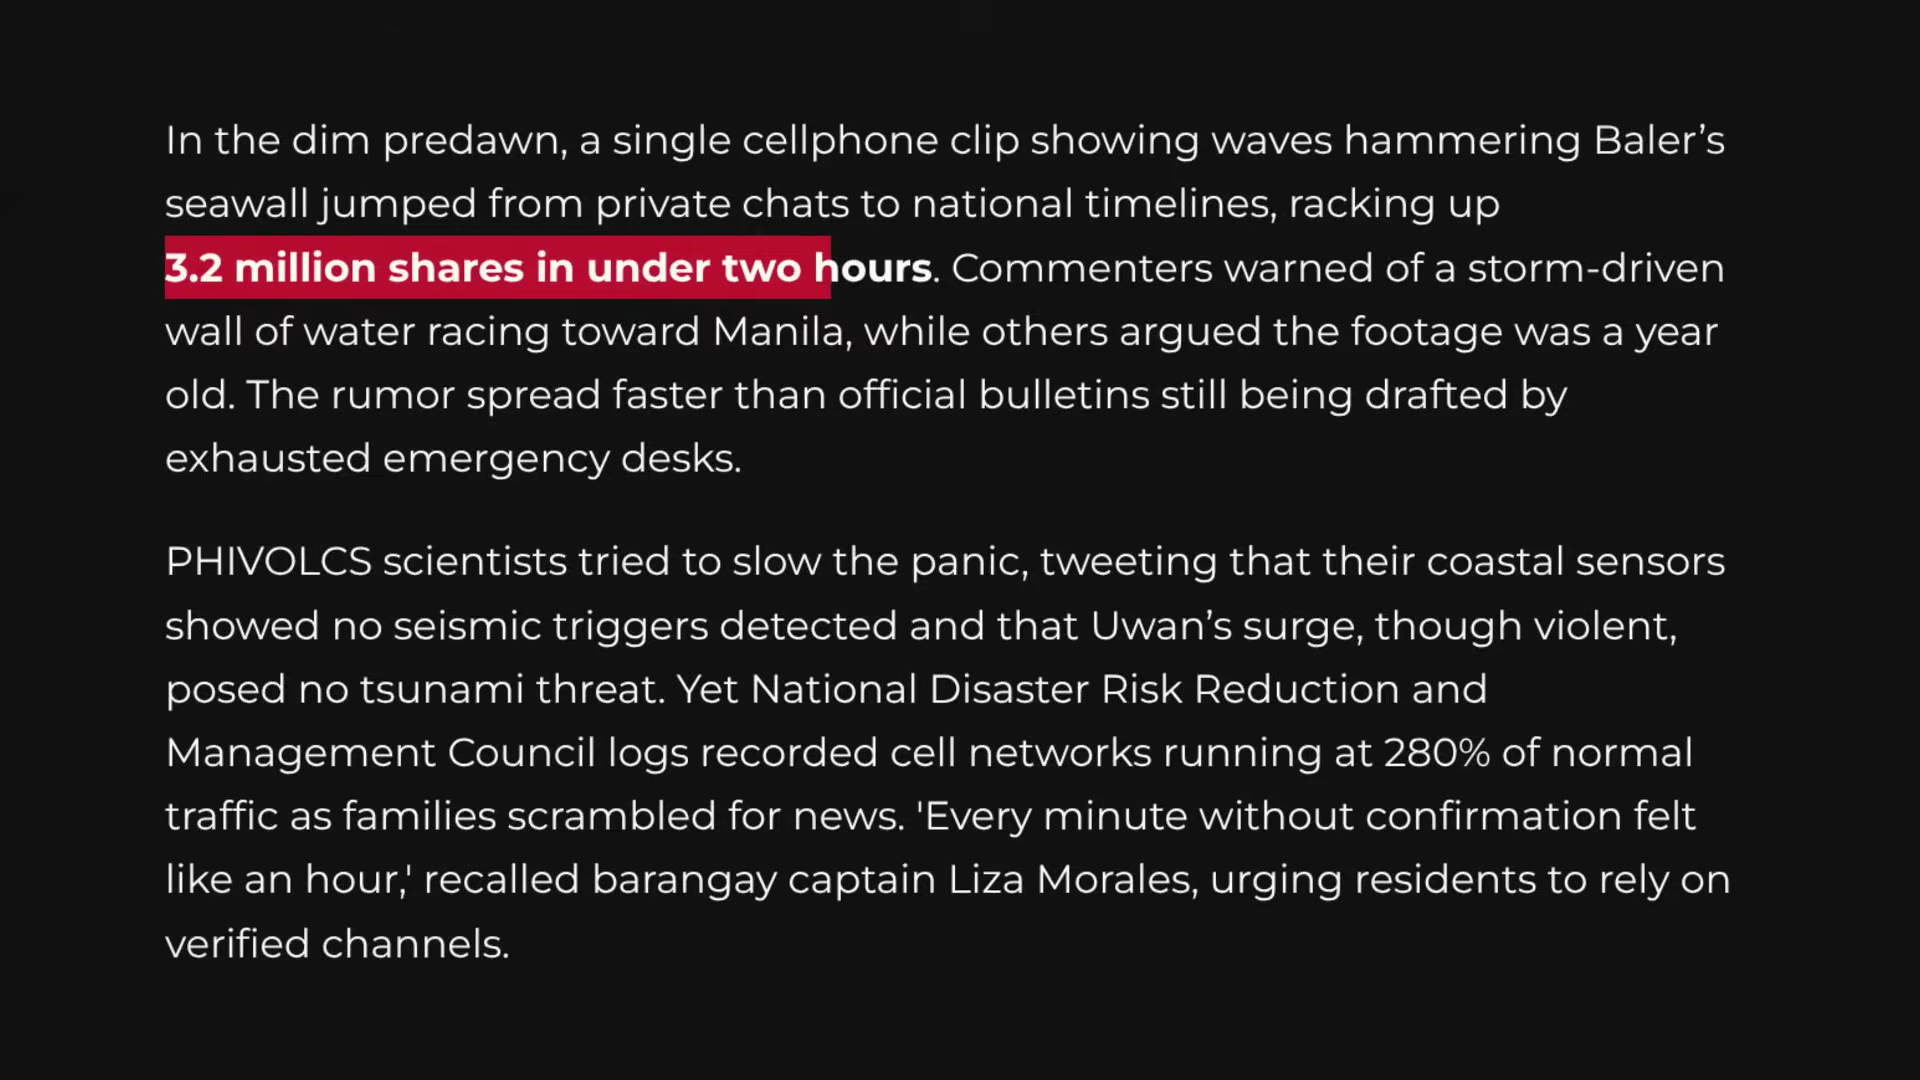 In the dim predawn, a single cellphone clip showing waves hammering Baler’s
seawall jumped from private chats to national timelines, racking up
3.2 million shares in under two hours. Commenters warned of a storm-driven
wall of water racing toward Manila, while others argued the footage was a year
old. The rumor spread faster than official bulletins still being drafted by
exhausted emergency desks.
PHIVOLCS scientists tried to slow the panic, tweeting that their coastal sensors
showed no seismic triggers detected and that Uwan’s surge, though violent,
posed no tsunami threat. Yet National Disaster Risk Reduction and
Management Council logs recorded cell networks running at 280% of normal
traffic as families scrambled for news. 'Every minute without confirmation felt
like an hour,' recalled barangay captain Liza Morales, urging residents to rely on
verified channels.